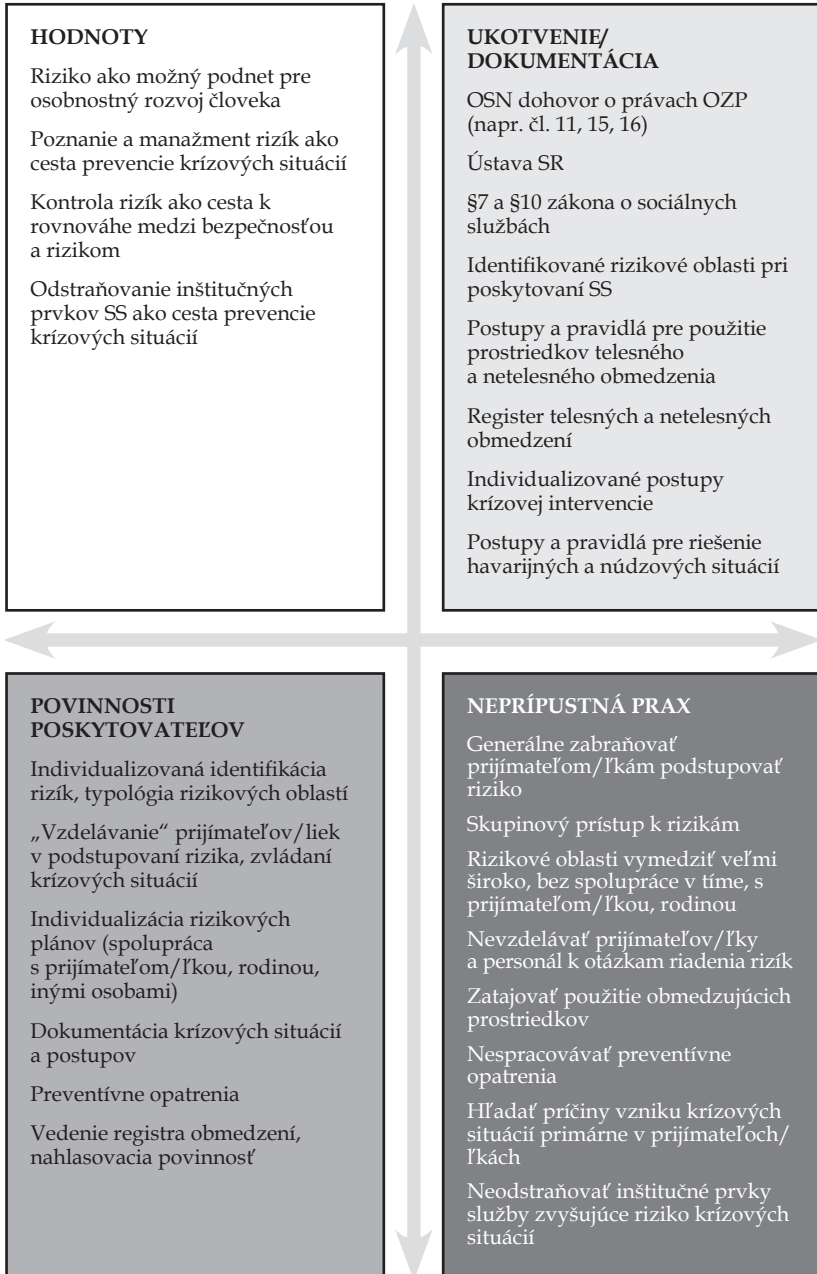 HODNOTY
Riziko ako možný podnet pre
osobnostný rozvoj človeka
Poznanie a manažment rizík ako
cesta prevencie krízových situácií
Kontrola rizík ako cesta k
rovnováhe medzi bezpečnosťou
a rizikom
Odstraňovanie inštitučných
prvkov SS ako cesta prevencie
krízových situácií
UKOTVENIE/
DOKUMENTÁCIA
OSN dohovor o právach OZP
(napr. čl. 11, 15, 16)
Ústava SR
§7 a §10 zákona o sociálnych
službách
Identifikované rizikové oblasti pri
poskytovaní SS
Postupy a pravidlá pre použitie
prostriedkov telesného
a netelesného obmedzenia
Register telesných a netelesných
obmedzení
Individualizované postupy
krízovej intervencie
Postupy a pravidlá pre riešenie
havarijných a núdzových situácií
POVINNOSTI
POSKYTOVATEĽOV
Individualizovaná identifikácia
rizík, typológia rizikových oblastí
„Vzdelávanie“ prijímateľov/liek
v podstupovaní rizika, zvládaní
krízových situácií
Individualizácia rizikových
plánov (spolupráca
s prijímateľom/ľkou, rodinou,
inými osobami)
Dokumentácia krízových situácií
a postupov
Preventívne opatrenia
Vedenie registra obmedzení,
nahlasovacia povinnosť
NEPRÍPUSTNÁ PRAX
Generálne zabraňovať
prijímateľom/ľkám podstupovať
riziko
Skupinový prístup k rizikám
Rizikové oblasti vymedziť veľmi
široko, bez spolupráce v tíme, s
prijímateľom/ľkou, rodinou
Nevzdelávať prijímateľov/ľky
a personál k otázkam riadenia rizík
Zatajovať použitie obmedzujúcich
prostriedkov
Nespracovávať preventívne
opatrenia
Hľadať príčiny vzniku krízových
situácií primárne v prijímateľoch/
ľkách
Neodstraňovať inštitučné prvky
služby zvyšujúce riziko krízových
situácií